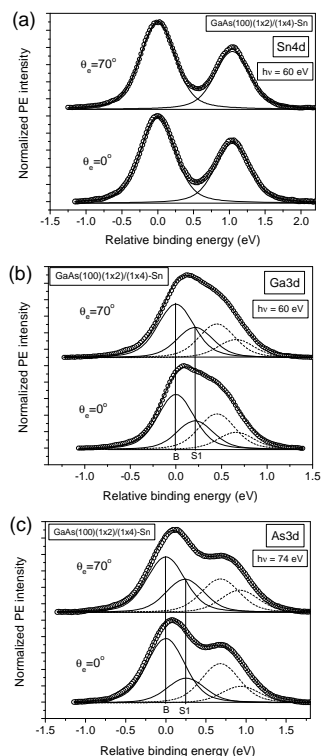 (a)
GaAs(100)(1x2)/(1x4)-Sn
Sn4d
hν = 60 eV
θe=70°
θe=0°
Normalized PE intensity
-1.5 -1.0 -0.5 0.0 0.5 1.0 1.5 2.0
Relative binding energy (eV)
(b)
GaAs(100)(1x2)/(1x4)-Sn
Ga3d
hν = 60 eV
θe=70°
θe=0°
B S1
Normalized PE intensity
-1.5 -1.0 -0.5 0.0 0.5 1.0 1.5
Relative binding energy (eV)
(c)
GaAs(100)(1x2)/(1x4)-Sn
As3d
hν = 74 eV
θe=70°
θe=0°
B S1
Normalized PE intensity
-1.5 -1.0 -0.5 0.0 0.5 1.0 1.5 2.0
Relative binding energy (eV)